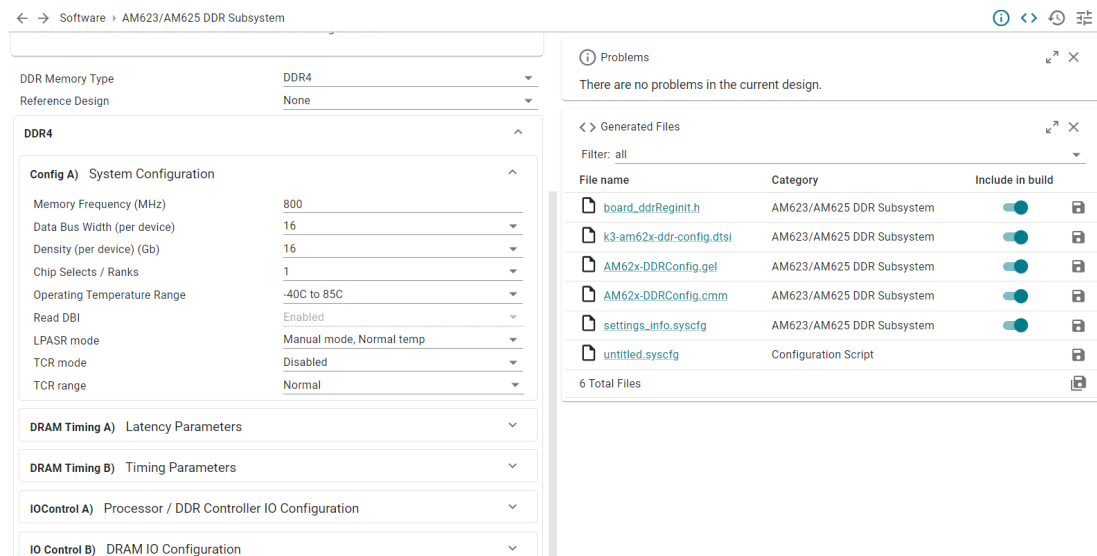 Software › AM623/AM625 DDR Subsystem
DDR Memory Type DDR4
Reference Design None
DDR4
Config A) System Configuration
Memory Frequency (MHz) 800
Data Bus Width (per device) 16
Density (per device) (Gb) 16
Chip Selects / Ranks 1
Operating Temperature Range -40C to 85C
Read DBI Enabled
LPASR mode Manual mode, Normal temp
TCR mode Disabled
TCR range Normal
DRAM Timing A) Latency Parameters
DRAM Timing B) Timing Parameters
IOControl A) Processor / DDR Controller IO Configuration
IO Control B) DRAM IO Configuration
Problems
There are no problems in the current design.
Generated Files
Filter: all
File name Category Include in build
board_ddrReginit.h AM623/AM625 DDR Subsystem
k3-am62x-ddr-config.dtsi AM623/AM625 DDR Subsystem
AM62x-DDRConfig.gel AM623/AM625 DDR Subsystem
AM62x-DDRConfig.cmm AM623/AM625 DDR Subsystem
settings_info.syscfg AM623/AM625 DDR Subsystem
untitled.syscfg Configuration Script
6 Total Files